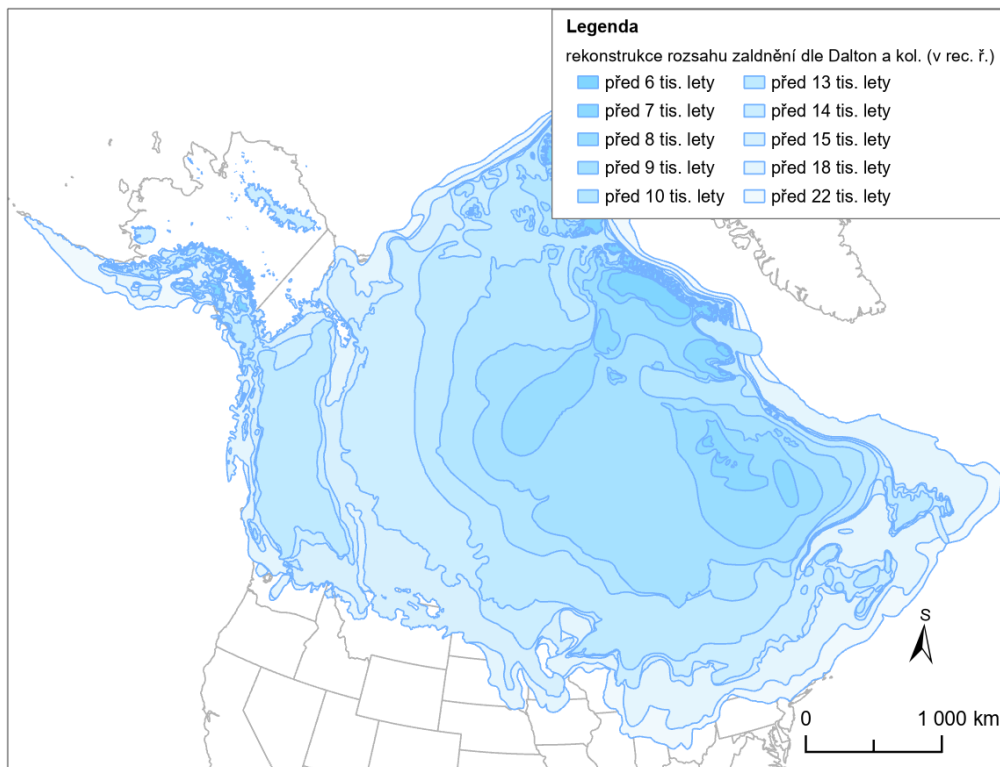 Legenda
rekonstrukce rozsahu zaldnění dle Dalton a kol. (v rec. ř.)
před 6 tis. lety
před 7 tis. lety
před 8 tis. lety
před 9 tis. lety
před 10 tis. lety
před 13 tis. lety
před 14 tis. lety
před 15 tis. lety
před 18 tis. lety
před 22 tis. lety
S
0 1 000 km